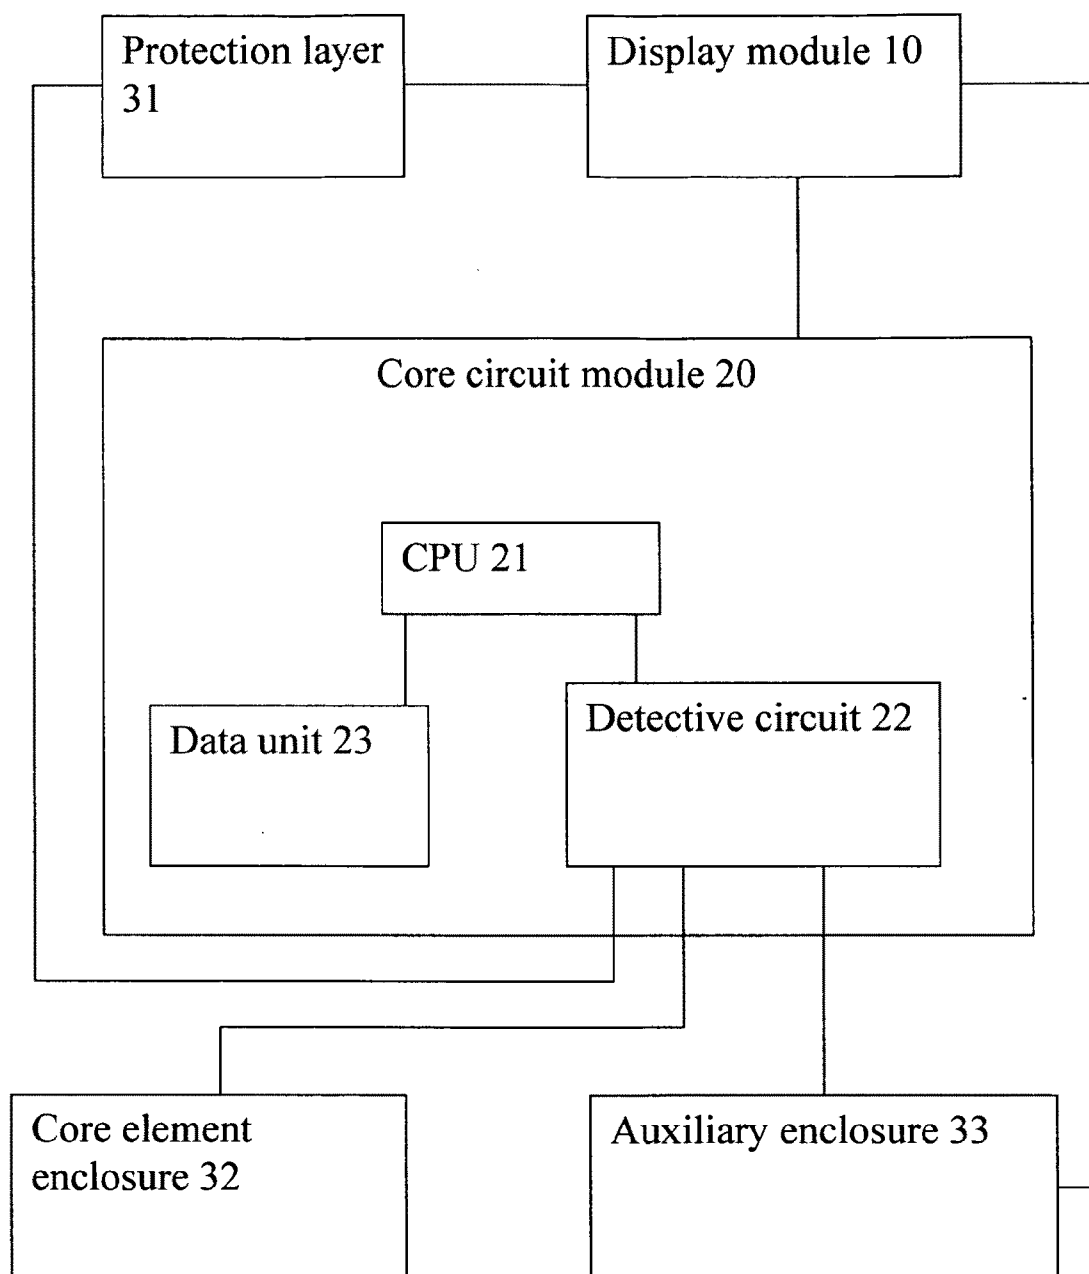 Protection layer
31
Display module 10
Core circuit module 20
CPU 21
Data unit 23
Detective circuit 22
Core element
enclosure 32
Auxiliary enclosure 33